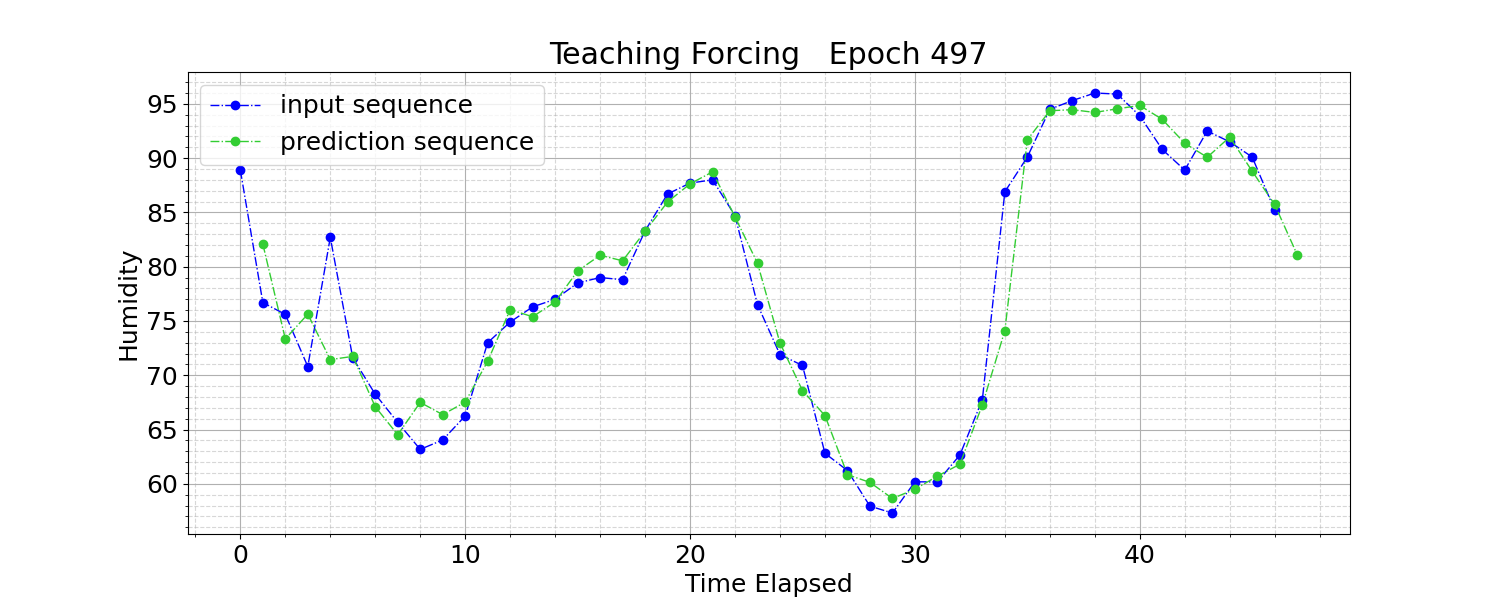 Teaching Forcing   Epoch 497
input sequence
prediction sequence
95
90
85
80
75
70
65
60
Humidity
0 10 20 30 40
Time Elapsed